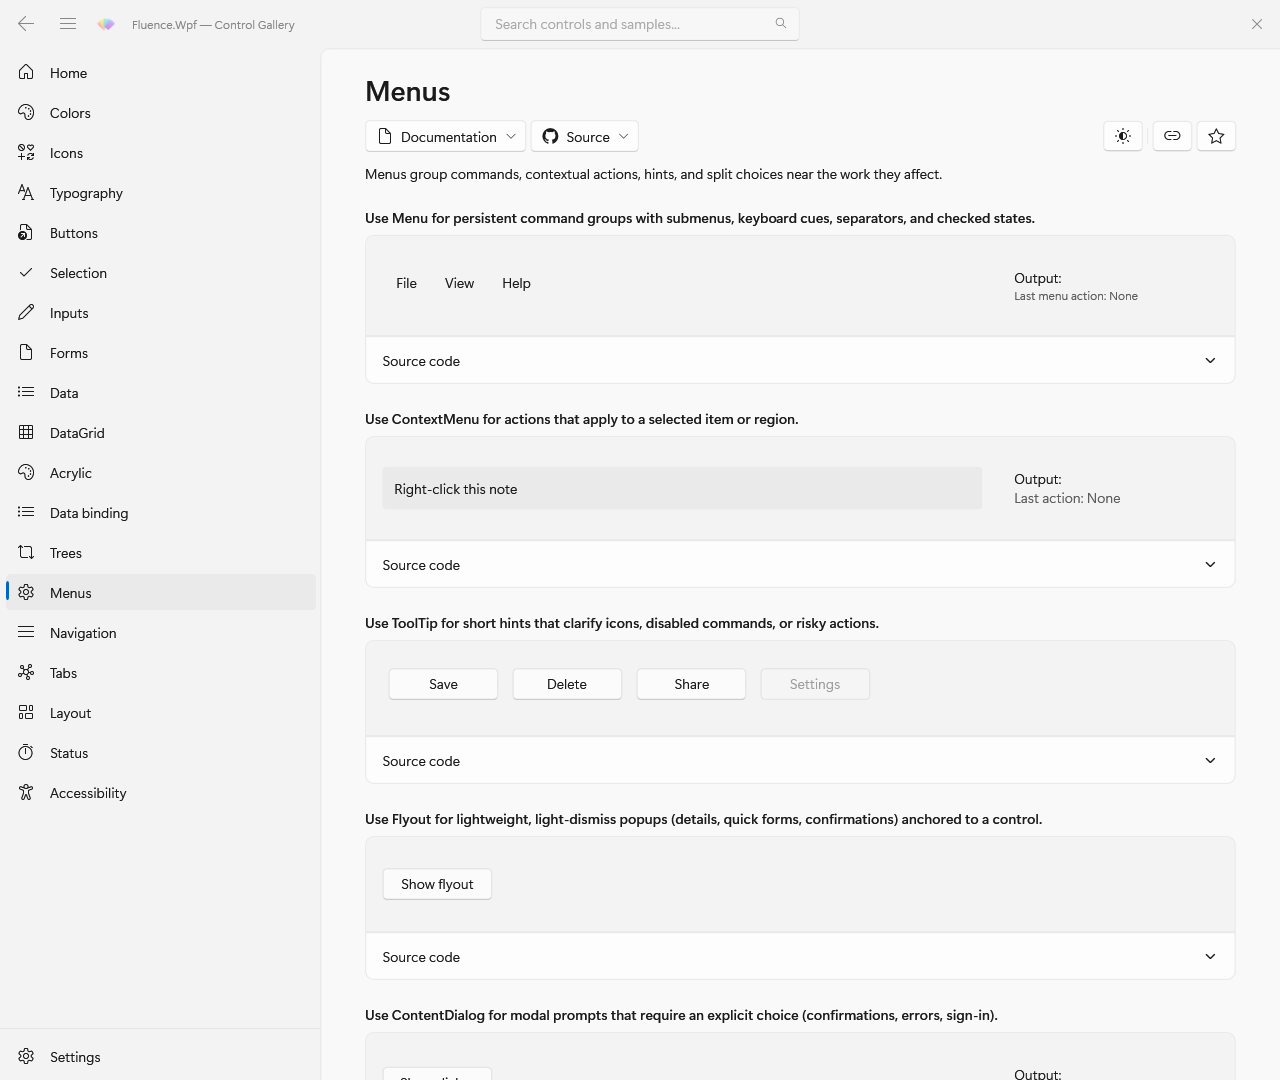 Fluence.Wpf — Control Gallery
Search controls and samples...
Home
Colors
Icons
Typography
Buttons
Selection
Inputs
Forms
Data
DataGrid
Acrylic
Data binding
Trees
Menus
Navigation
Tabs
Layout
Status
Accessibility
Settings
Menus
Documentation
Source
Menus group commands, contextual actions, hints, and split choices near the work they affect.
Use Menu for persistent command groups with submenus, keyboard cues, separators, and checked states.
File View Help
Output:
Last menu action: None
Source code
Use ContextMenu for actions that apply to a selected item or region.
Right-click this note
Output:
Last action: None
Source code
Use ToolTip for short hints that clarify icons, disabled commands, or risky actions.
Save Delete Share Settings
Source code
Use Flyout for lightweight, light-dismiss popups (details, quick forms, confirmations) anchored to a control.
Show flyout
Source code
Use ContentDialog for modal prompts that require an explicit choice (confirmations, errors, sign-in).
Output: